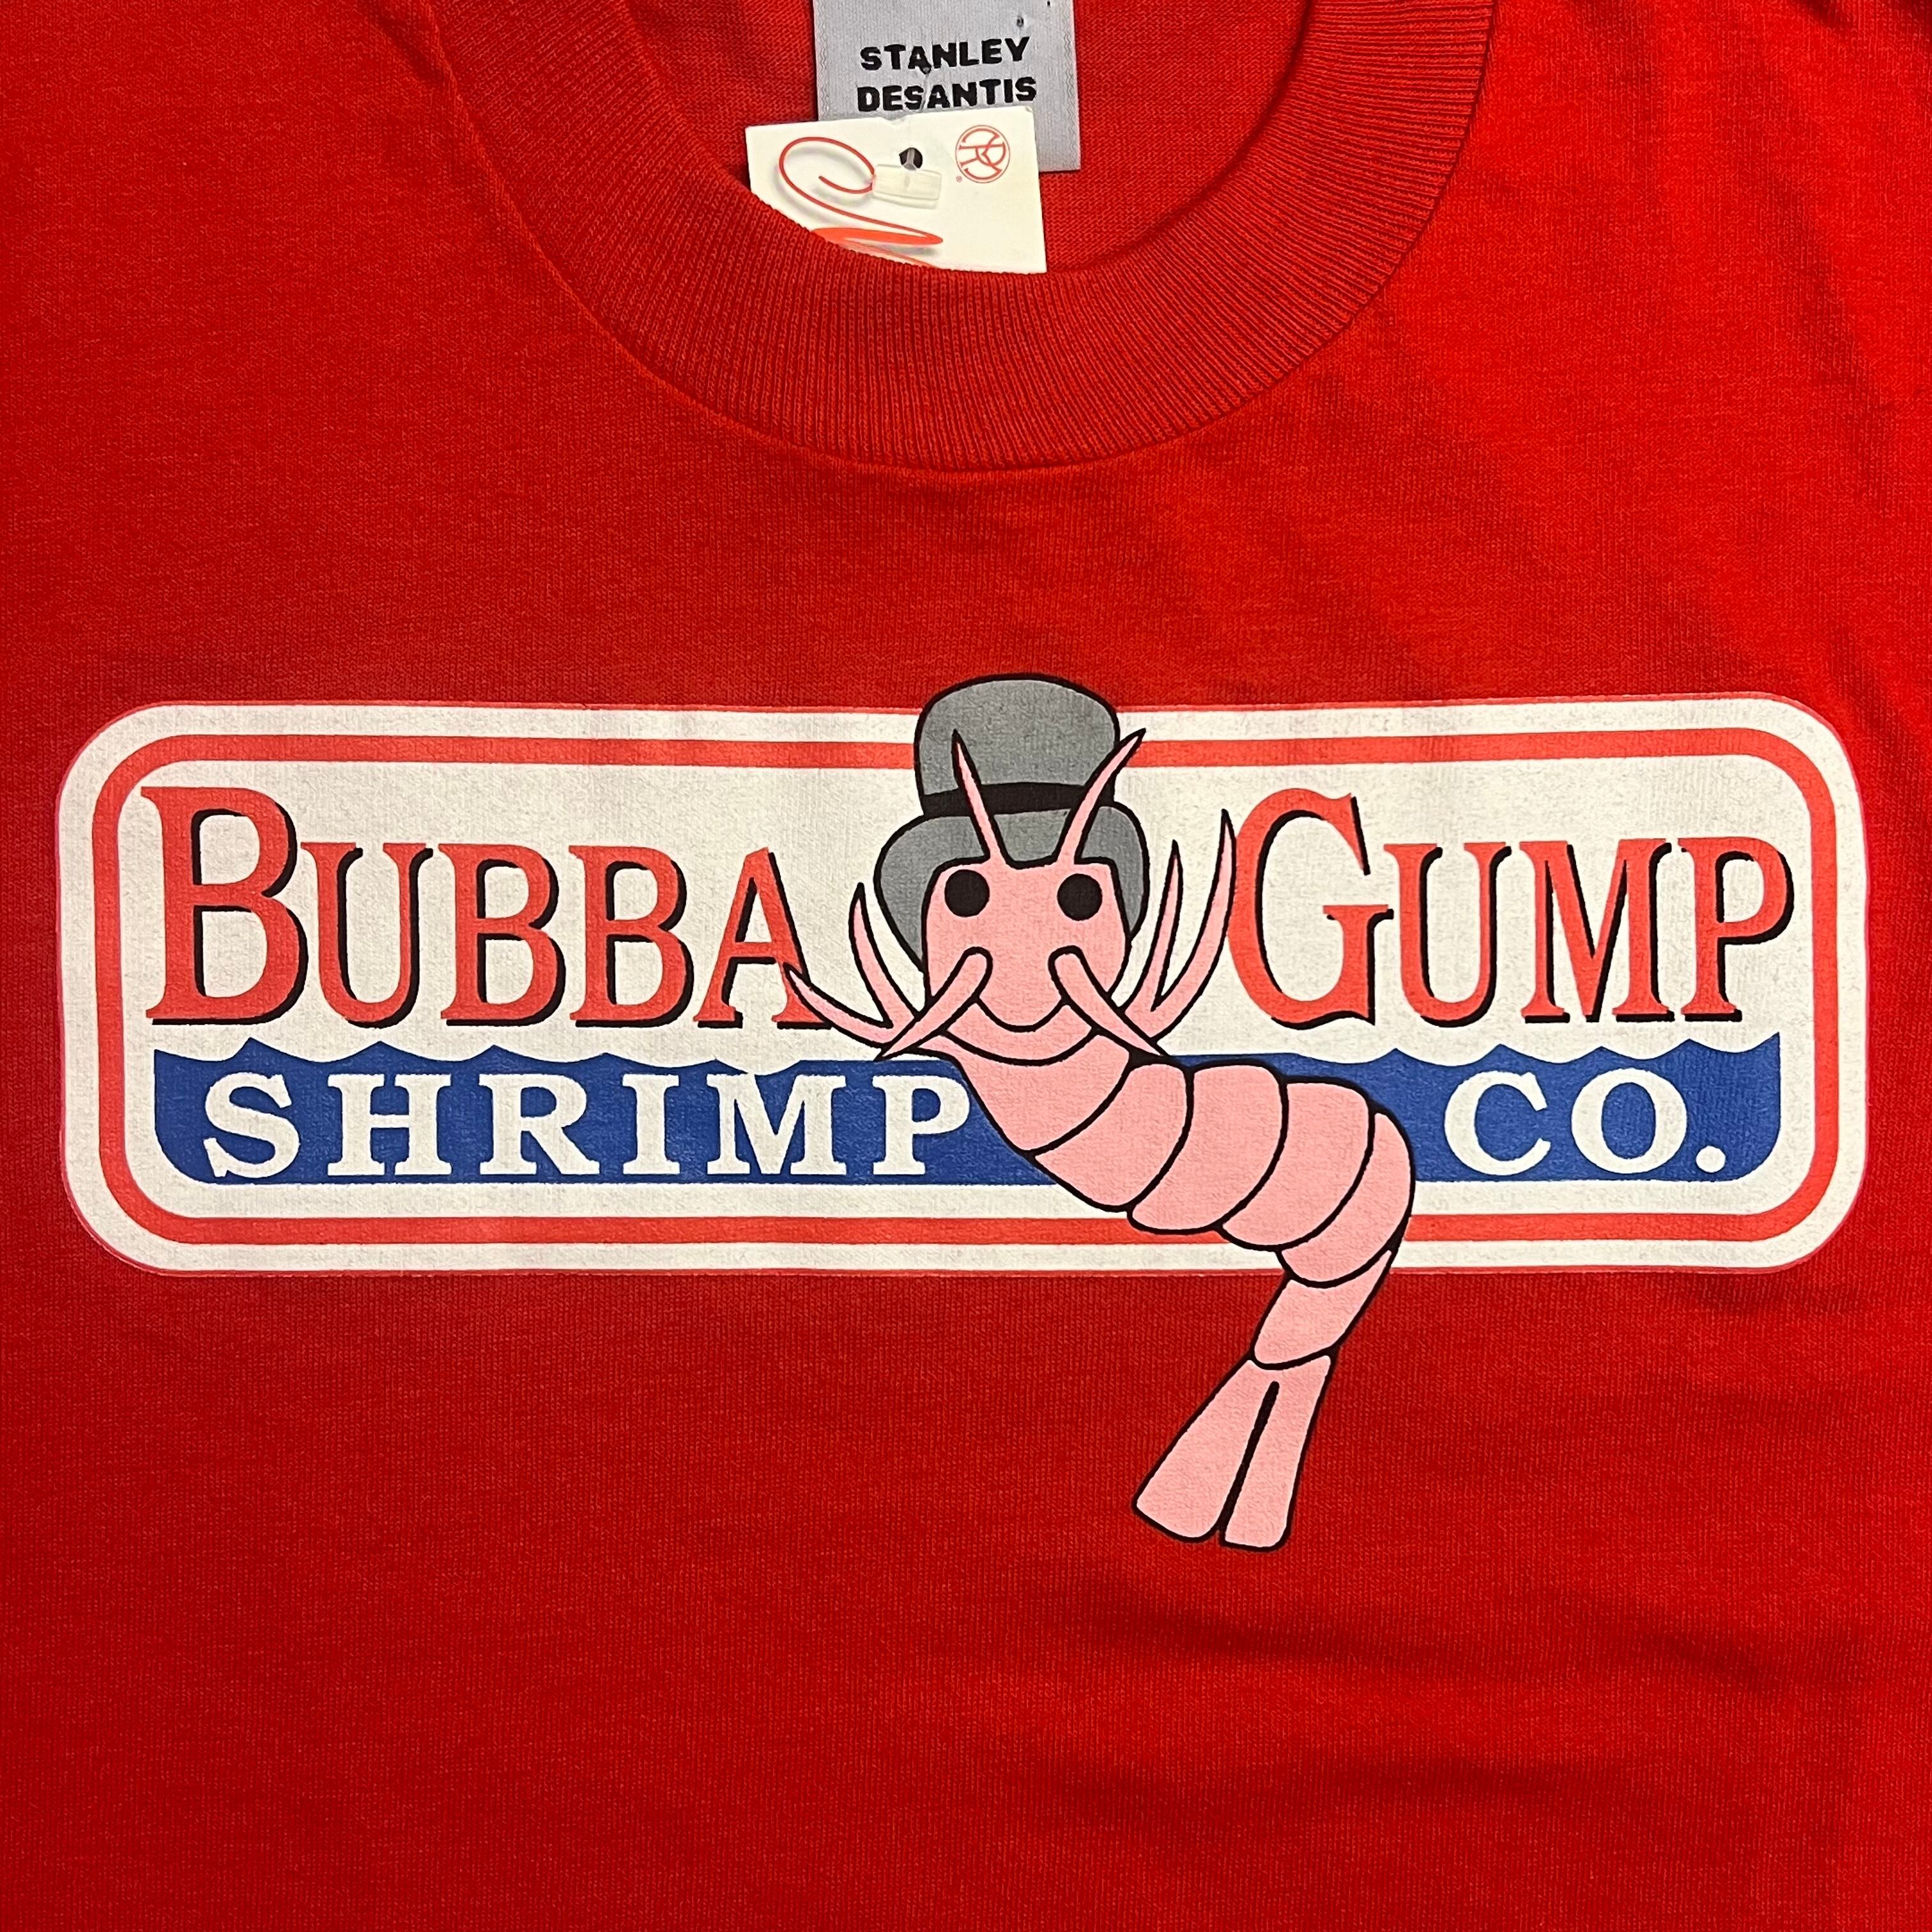 STANLEY
DESANTIS
BUBBA GUMP
SHRIMP CO.